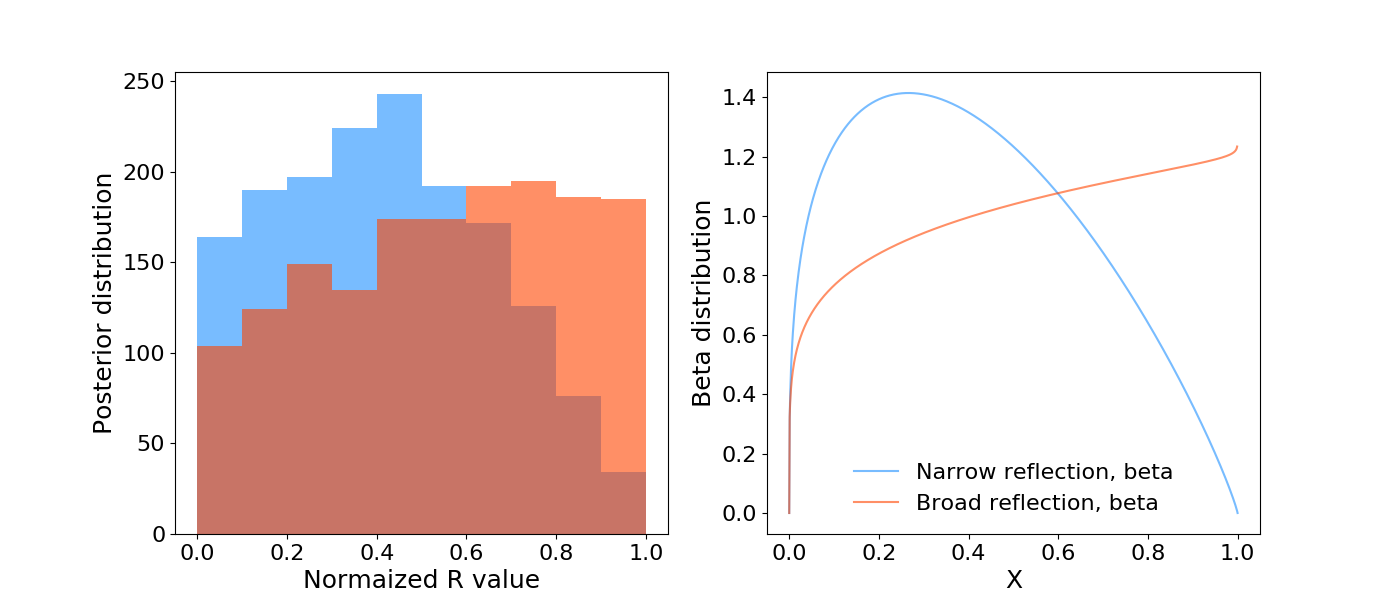 Posterior distribution
250
200
150
100
50
0
0.0 0.2 0.4 0.6 0.8 1.0
Normaized R value
Beta distribution
1.4
1.2
1.0
0.8
0.6
0.4
0.2
0.0
Narrow reflection, beta
Broad reflection, beta
0.0 0.2 0.4 0.6 0.8 1.0
X